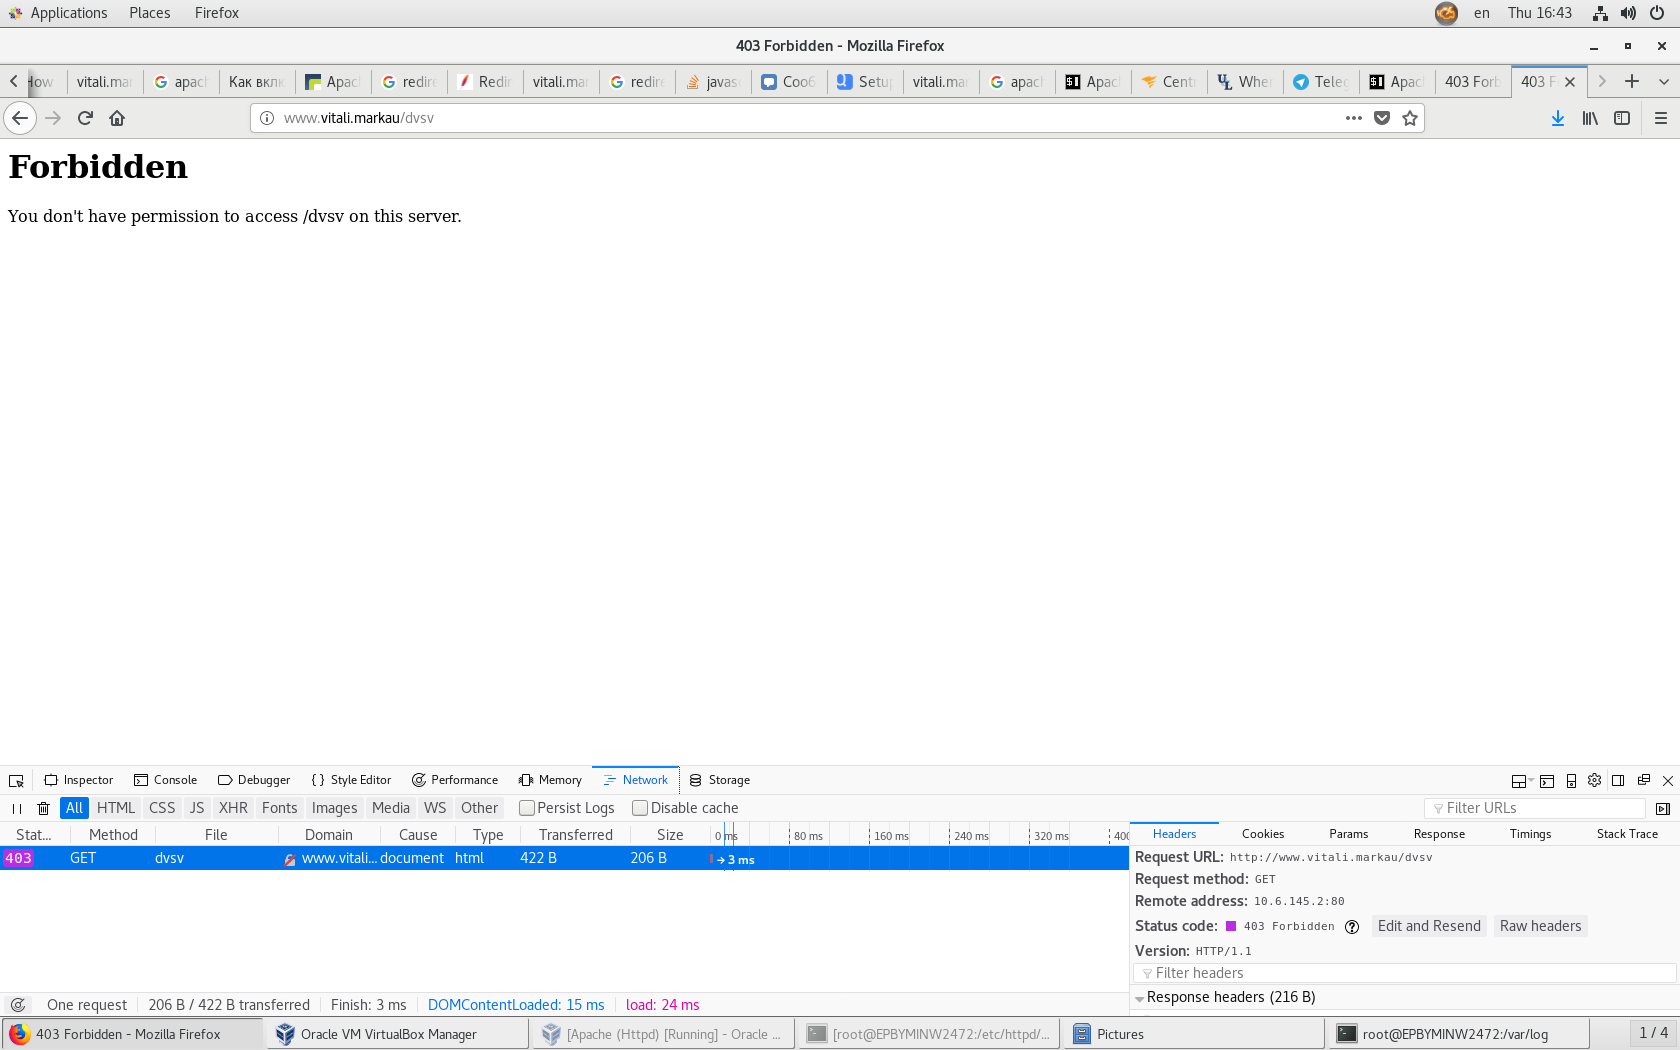 Applications Places Firefox en Thu 16:43
403 Forbidden - Mozilla Firefox
How vitali.mar apach Как вклю Apac redire Redir vitali.ma redire javas Сооб Setup vitali.mar apach Apac Centr Wher Teleg Apac 403 Forb 403 F
www.vitali.markau/dvsv
Forbidden
You don't have permission to access /dvsv on this server.
Inspector Console Debugger Style Editor Performance Memory Network Storage
All HTML CSS JS XHR Fonts Images Media WS Other Persist Logs Disable cache Filter URLs
Stat... Method File Domain Cause Type Transferred Size 0 ms 80 ms 160 ms 240 ms 320 ms 400 Headers Cookies Params Response Timings Stack Trace
403 GET dvsv www.vitali... document html 422 B 206 B → 3 ms
Request URL: http://www.vitali.markau/dvsv
Request method: GET
Remote address: 10.6.145.2:80
Status code: 403 Forbidden Edit and Resend Raw headers
Version: HTTP/1.1
Filter headers
Response headers (216 B)
One request 206 B / 422 B transferred Finish: 3 ms DOMContentLoaded: 15 ms load: 24 ms
403 Forbidden - Mozilla Firefox Oracle VM VirtualBox Manager [Apache (Httpd) [Running] - Oracle ... [root@EPBYMINW2472:/etc/httpd/... Pictures root@EPBYMINW2472:/var/log 1 / 4